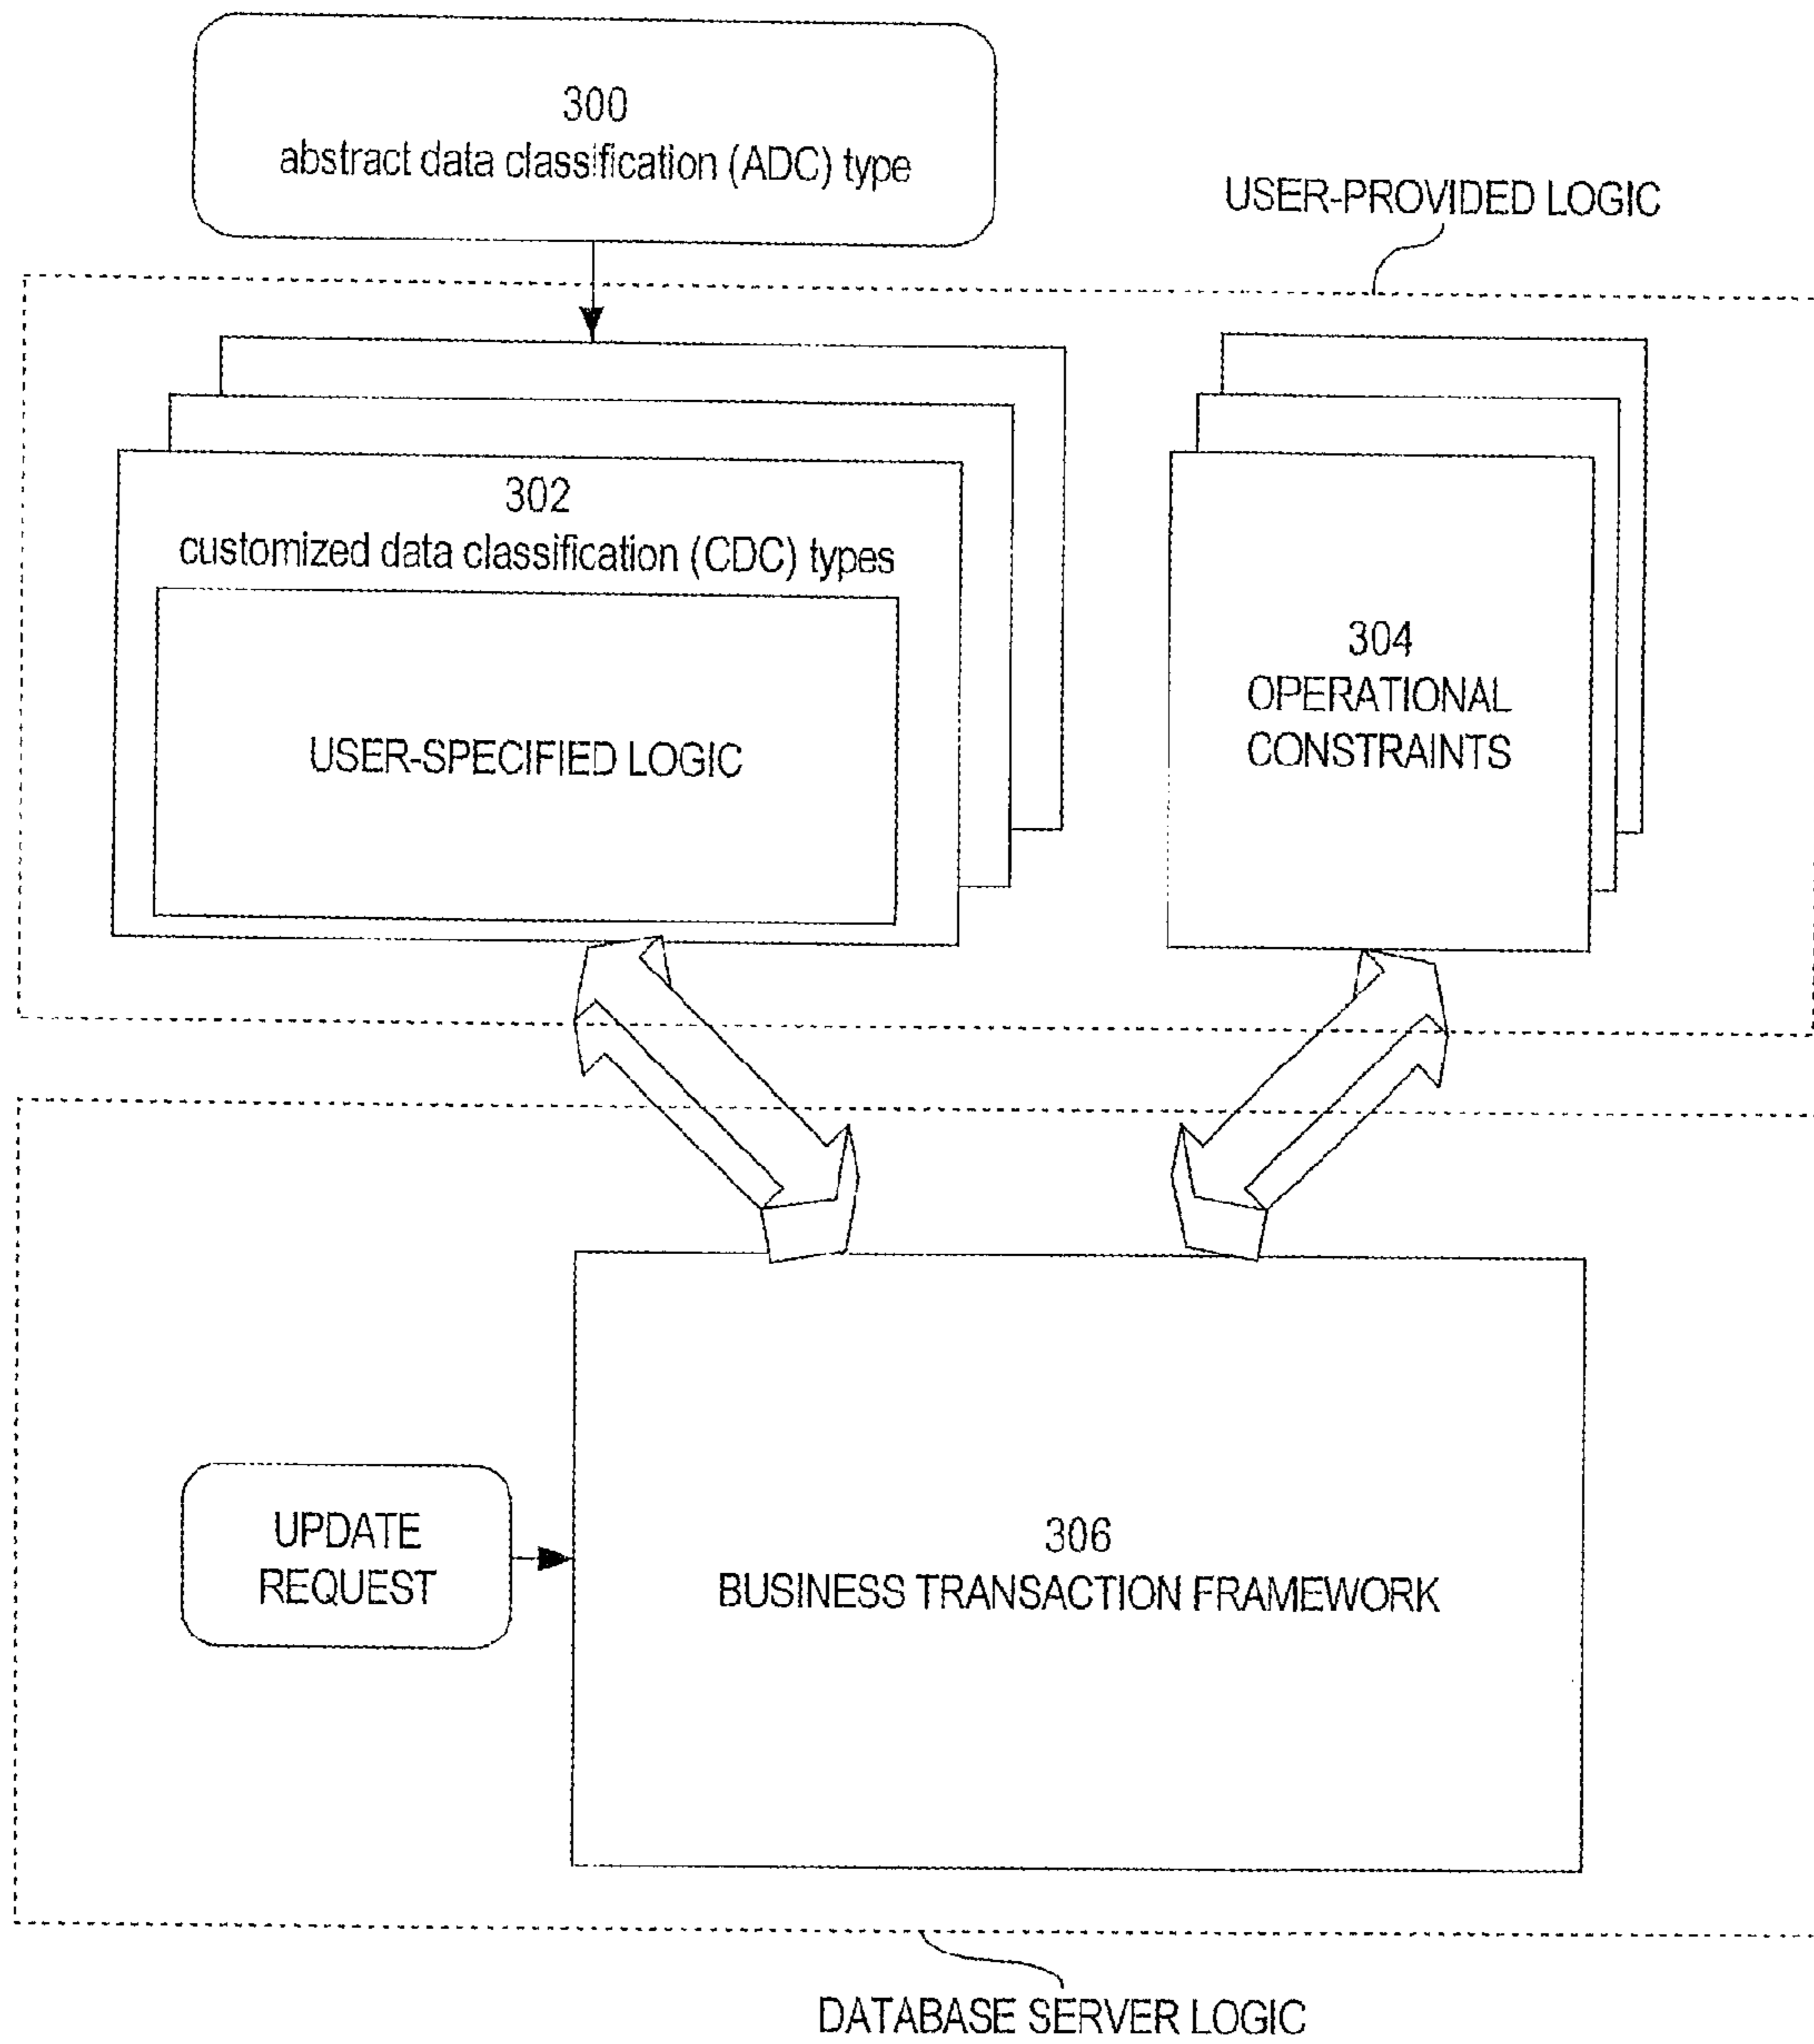 300
abstract data classification (ADC) type
USER-PROVIDED LOGIC
302
customized data classification (CDC) types
USER-SPECIFIED LOGIC
304
OPERATIONAL
CONSTRAINTS
UPDATE
REQUEST
306
BUSINESS TRANSACTION FRAMEWORK
DATABASE SERVER LOGIC